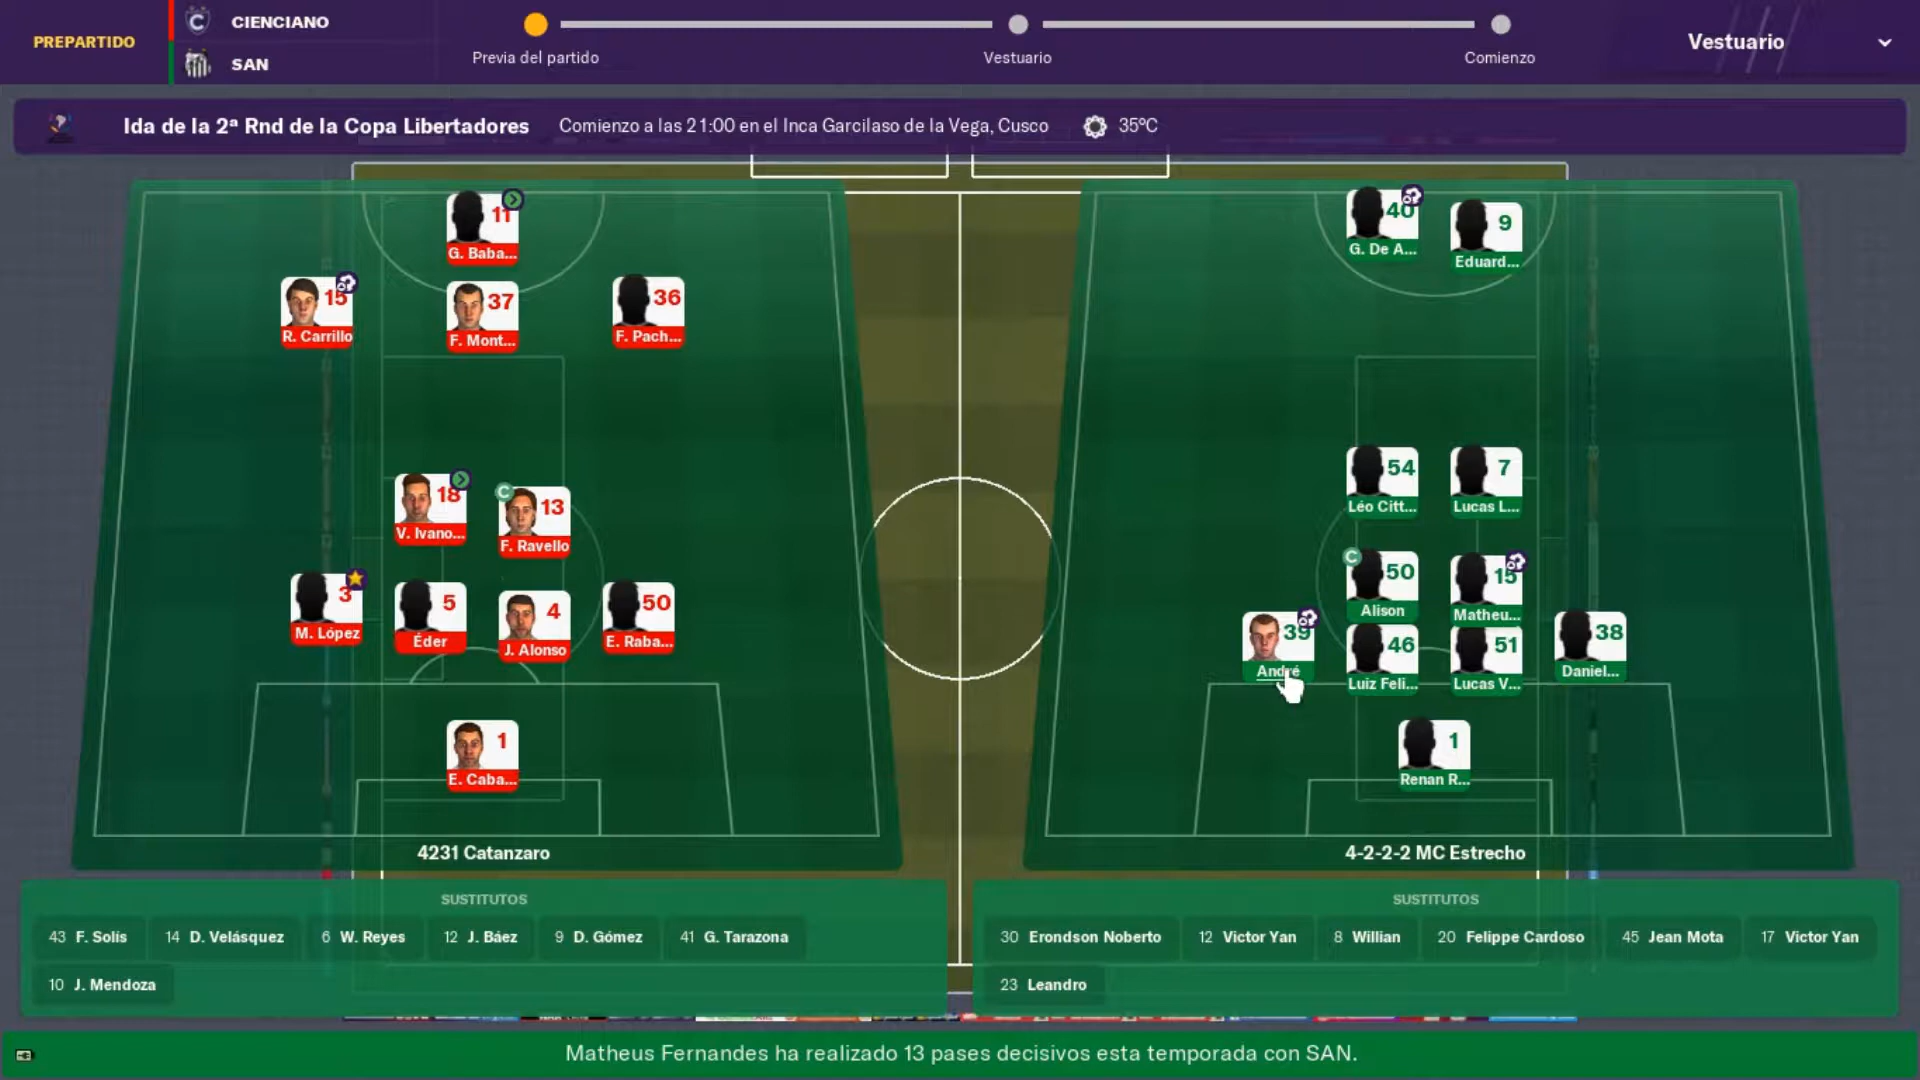 PREPARTIDO
CIENCIANO
SAN
Previa del partido
Vestuario
Comienzo
Vestuario
Ida de la 2ª Rnd de la Copa Libertadores
Comienzo a las 21:00 en el Inca Garcilaso de la Vega, Cusco
35°C
11
G. Baba...
15
R. Carrillo
37
F. Mont...
36
F. Pach...
18
V. Ivano...
C
13
F. Ravello
3
M. López
5
Éder
4
J. Alonso
50
E. Raba...
1
E. Caba...
4231 Catanzaro
40
G. De A...
9
Eduard...
54
Léo Citt...
7
Lucas L...
C
50
Alison
15
Matheu...
39
André
46
Luiz Feli...
51
Lucas V...
38
Daniel...
1
Renan R...
4-2-2-2 MC Estrecho
SUSTITUTOS
43 F. Solís
14 D. Velásquez
6 W. Reyes
12 J. Báez
9 D. Gómez
41 G. Tarazona
10 J. Mendoza
SUSTITUTOS
30 Erondson Noberto
12 Victor Yan
8 Willian
20 Felippe Cardoso
45 Jean Mota
17 Victor Yan
23 Leandro
Matheus Fernandes ha realizado 13 pases decisivos esta temporada con SAN.